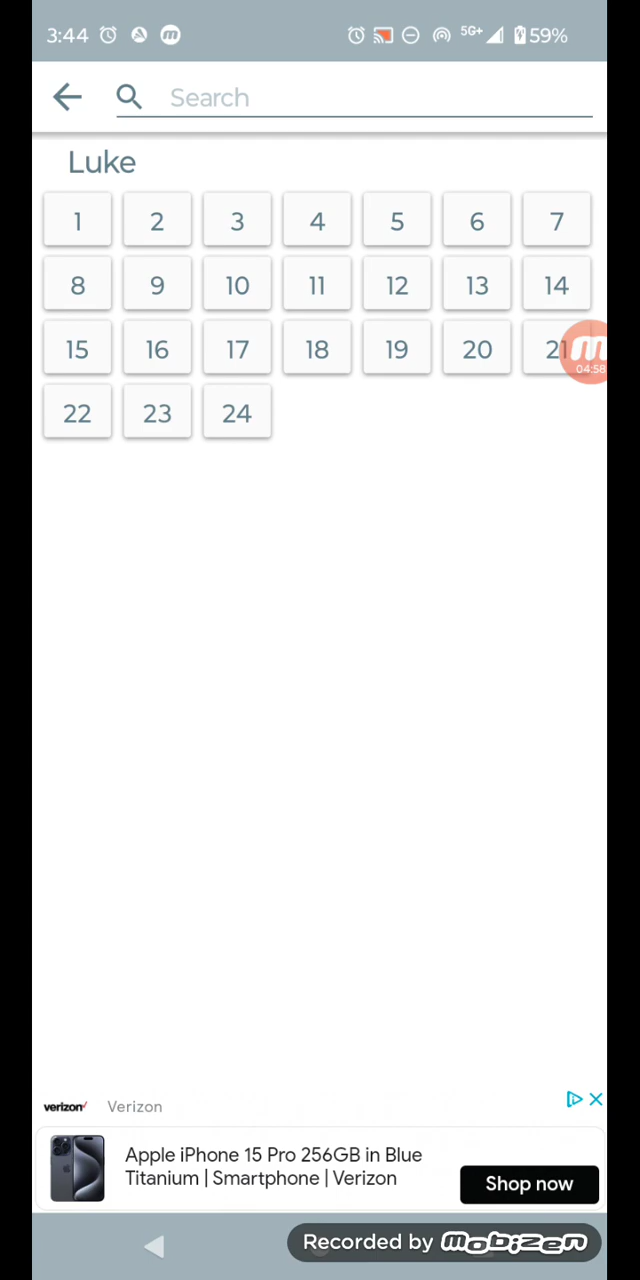 3:44 5G+ 59%
Search
Luke
1 2 3 4 5 6 7
8 9 10 11 12 13 14
15 16 17 18 19 20 21
04:58
22 23 24
verizon Verizon
Apple iPhone 15 Pro 256GB in Blue
Titanium | Smartphone | Verizon
Shop now
Recorded by mobizen